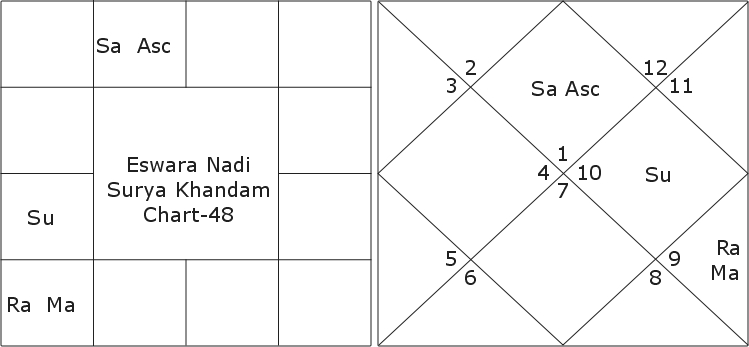 Sa Asc
Eswara Nadi
Surya Khandam
Chart-48
Su
Ra Ma
2
12
3
11
Sa Asc
1
4
10
7
Su
5
9
6
8
Ra
Ma